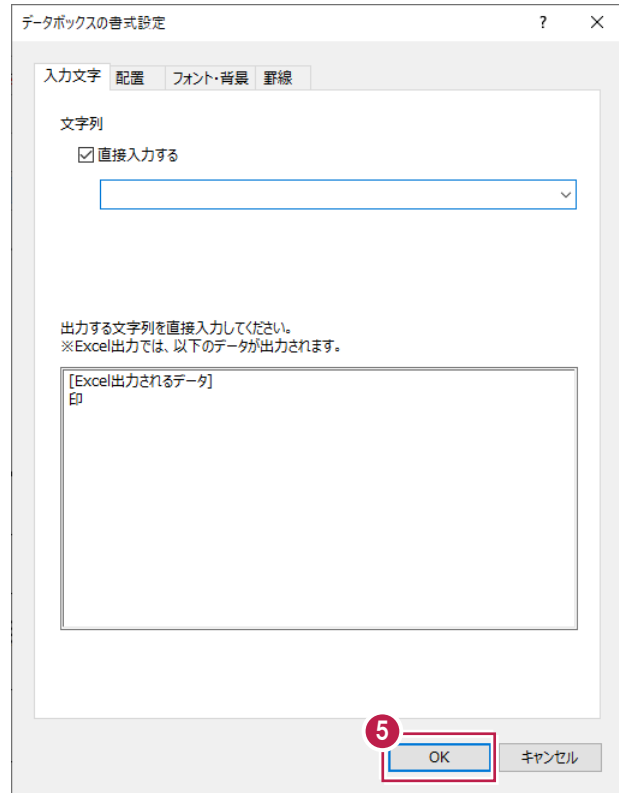 データボックスの書式設定 ? ×
入力文字 配置 フォント・背景 罫線
文字列
直接入力する
出力する文字列を直接入力してください。
※Excel出力では、以下のデータが出力されます。
[Excel出力されるデータ]
印
5
OK キャンセル